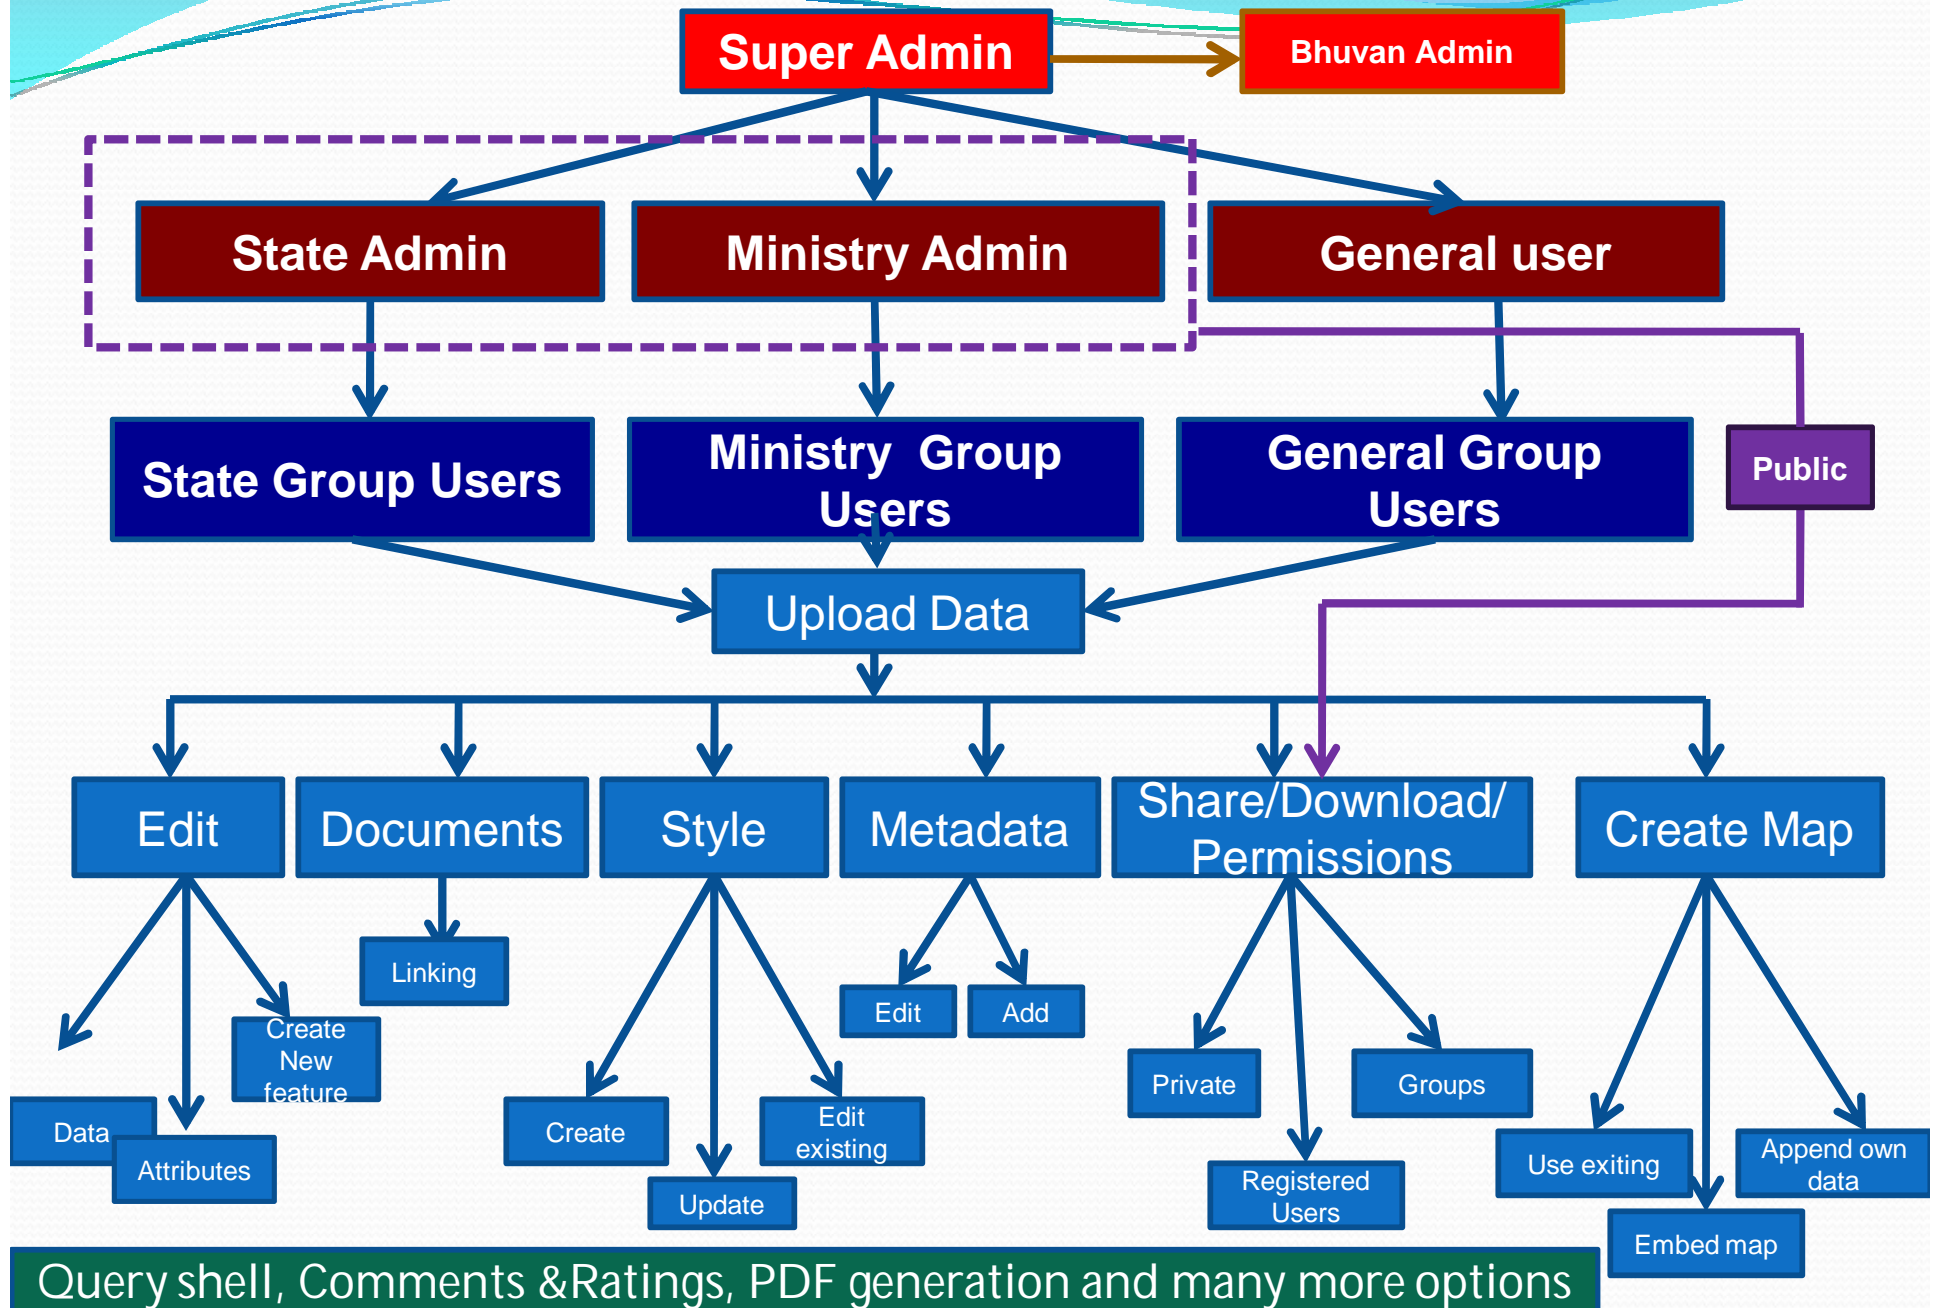 Super Admin
Bhuvan Admin
State Admin
Ministry Admin
General user
State Group Users
Ministry Group
Users
General Group
Users
Public
Upload Data
Edit
Documents
Style
Metadata
Share/Download/
Permissions
Create Map
Linking
Edit
Add
Create
New
feature
Private
Groups
Data
Attributes
Create
Edit
existing
Update
Registered
Users
Use exiting
Append own
data
Embed map
Query shell, Comments &Ratings, PDF generation and many more options